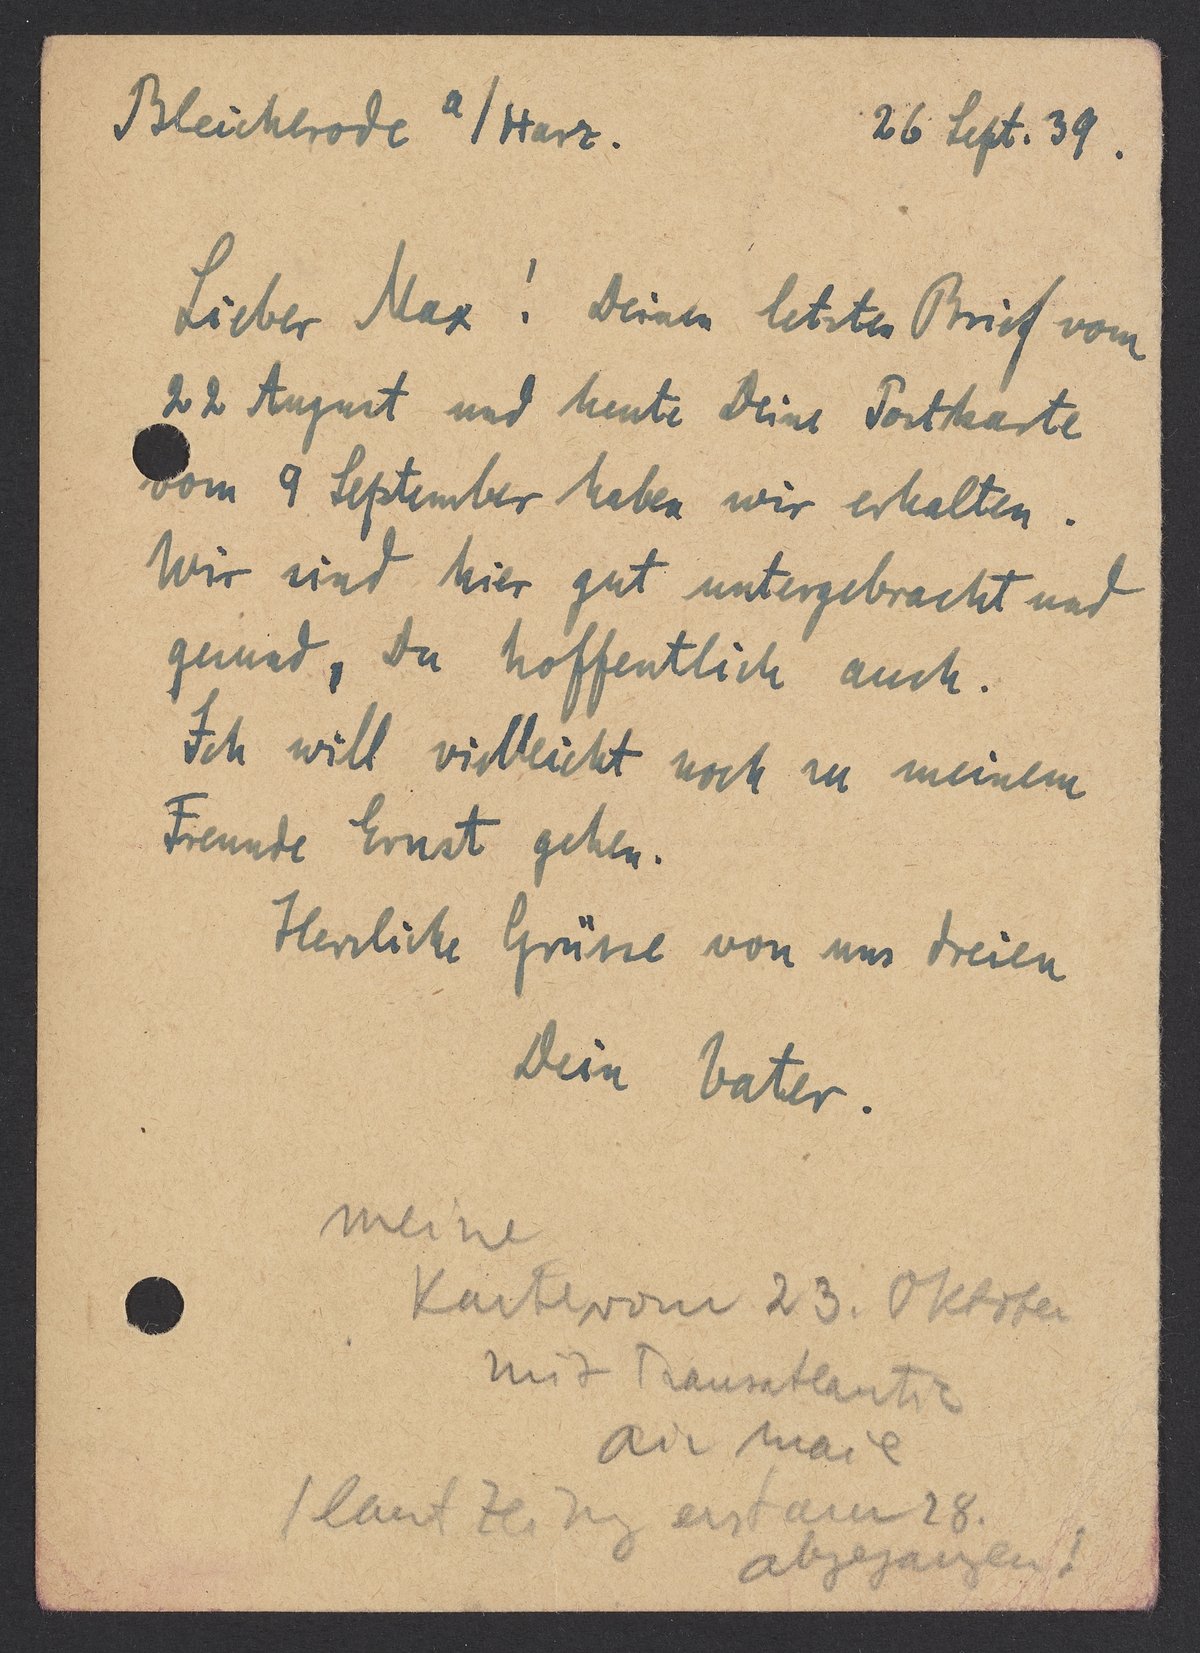 Bleicherode a/Harz. 26 Sept. 39.
Lieber Max! Deinen letzten Brief vom
22 August und heute Deine Postkarte
vom 9 September haben wir erhalten.
Wir sind hier gut untergebracht und
gesund, Du hoffentlich auch.
Ich will vielleicht noch zu meinem
Freunde Ernst gehen.
Herzliche Grüsse von uns dreien
Dein Vater.
meine
Karte vom 23. Oktober
mit Transatlantic
air mail
/ laut erst am 28.
abgegangen!